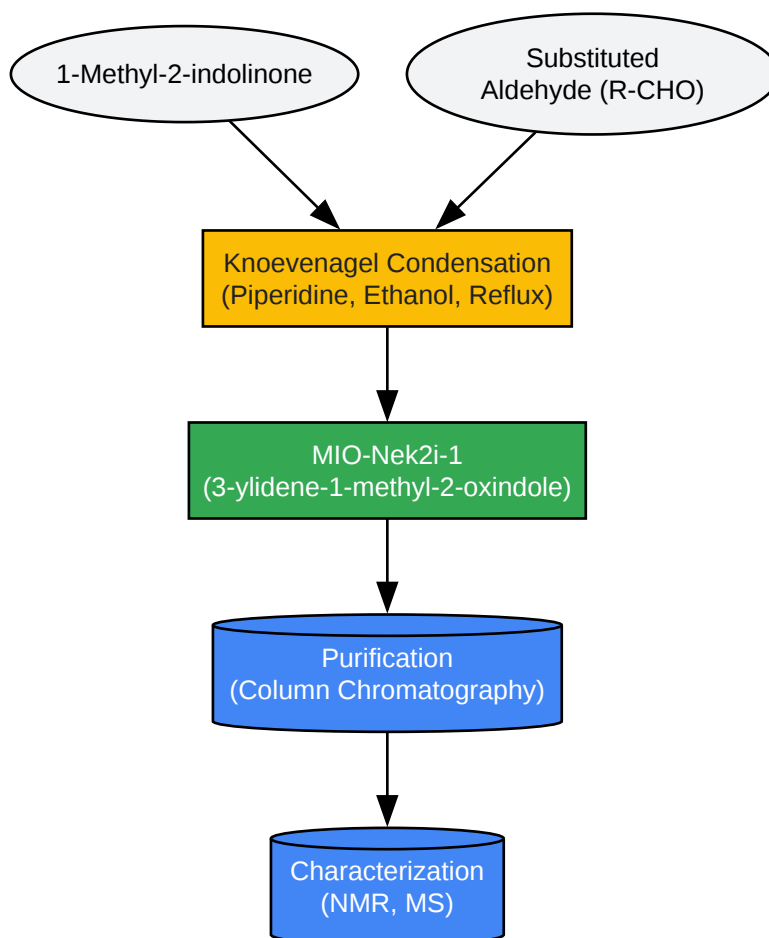 1-Methyl-2-indolinone
Substituted
Aldehyde (R-CHO)
Knoevenagel Condensation
(Piperidine, Ethanol, Reflux)
MIO-Nek2i-1
(3-ylidene-1-methyl-2-oxindole)
Purification
(Column Chromatography)
Characterization
(NMR, MS)